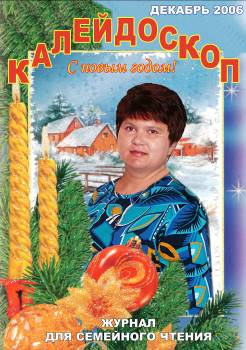 ДЕКАБРЬ 2006
КАЛЕЙДОСКОП
С новым годом!
ЖУРНАЛ
ДЛЯ СЕМЕЙНОГО ЧТЕНИЯ